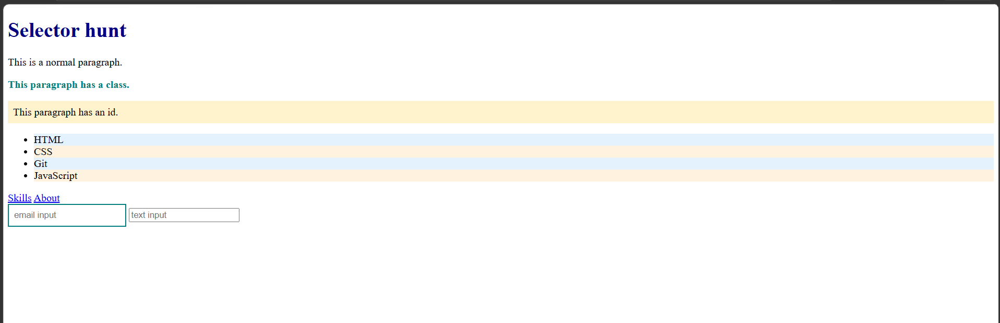 Selector hunt
This is a normal paragraph.
This paragraph has a class.
This paragraph has an id.
HTML
CSS
Git
JavaScript
Skills About
email input text input